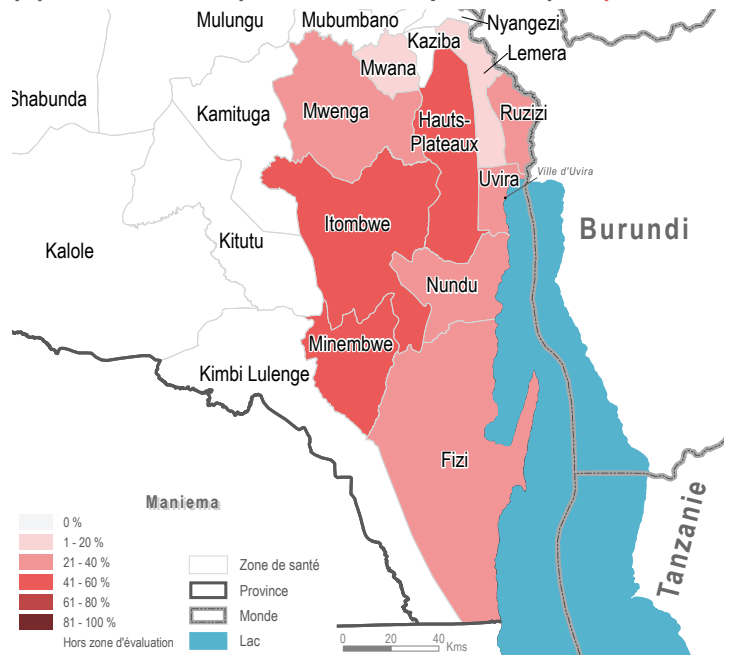 Mulungu
Mubumbano
Nyangezi
Kaziba
Lemera
Mwana
Shabunda
Kamituga
Mwenga
Hauts-
Plateaux
Ruzizi
Uvira
Ville d'Uvira
Itombwe
Burundi
Kitutu
Kalole
Nundu
Minembwe
Kimbi Lulenge
Fizi
Maniema
Tanzanie
0 %
1 - 20 %
21 - 40 %
41 - 60 %
61 - 80 %
81 - 100 %
Hors zone d'évaluation
Zone de santé
Province
Monde
Lac
0 20 40
Kms